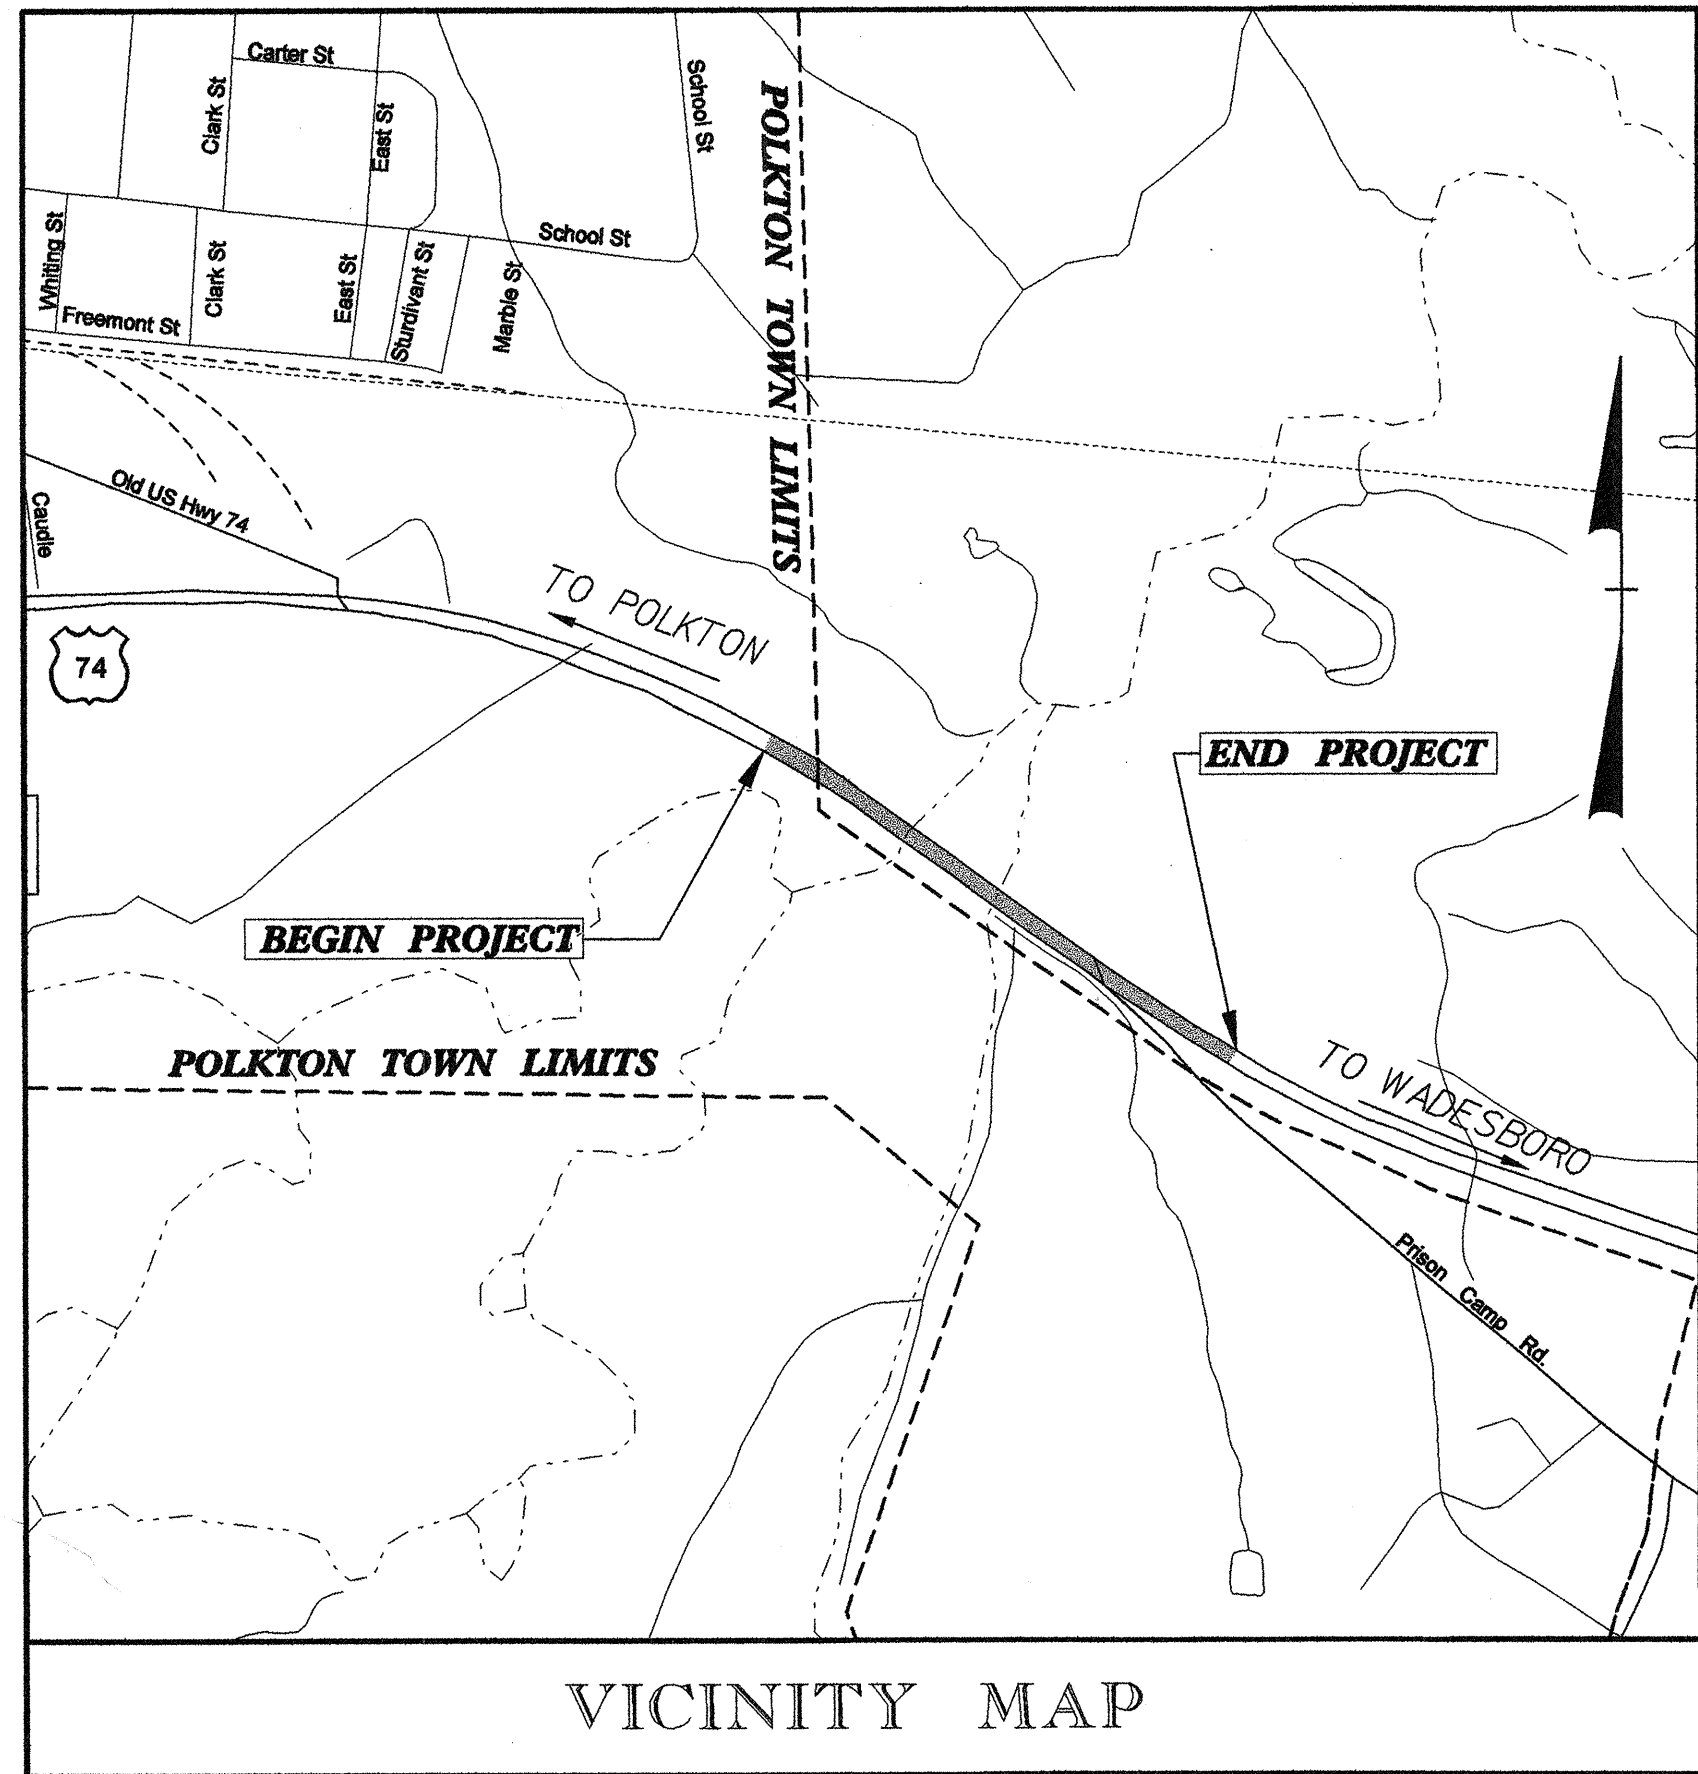 Carter St
Clark St
East St
School St
POLKTON TOWN LIMITS
School St
Whiting St
Clark St
East St
Sturdivant St
Marble St
Freemont St
Old US Hwy 74
Caudle
TO POLKTON
74
END PROJECT
BEGIN PROJECT
POLKTON TOWN LIMITS
TO WADESBORO
Prison Camp Rd.
VICINITY MAP